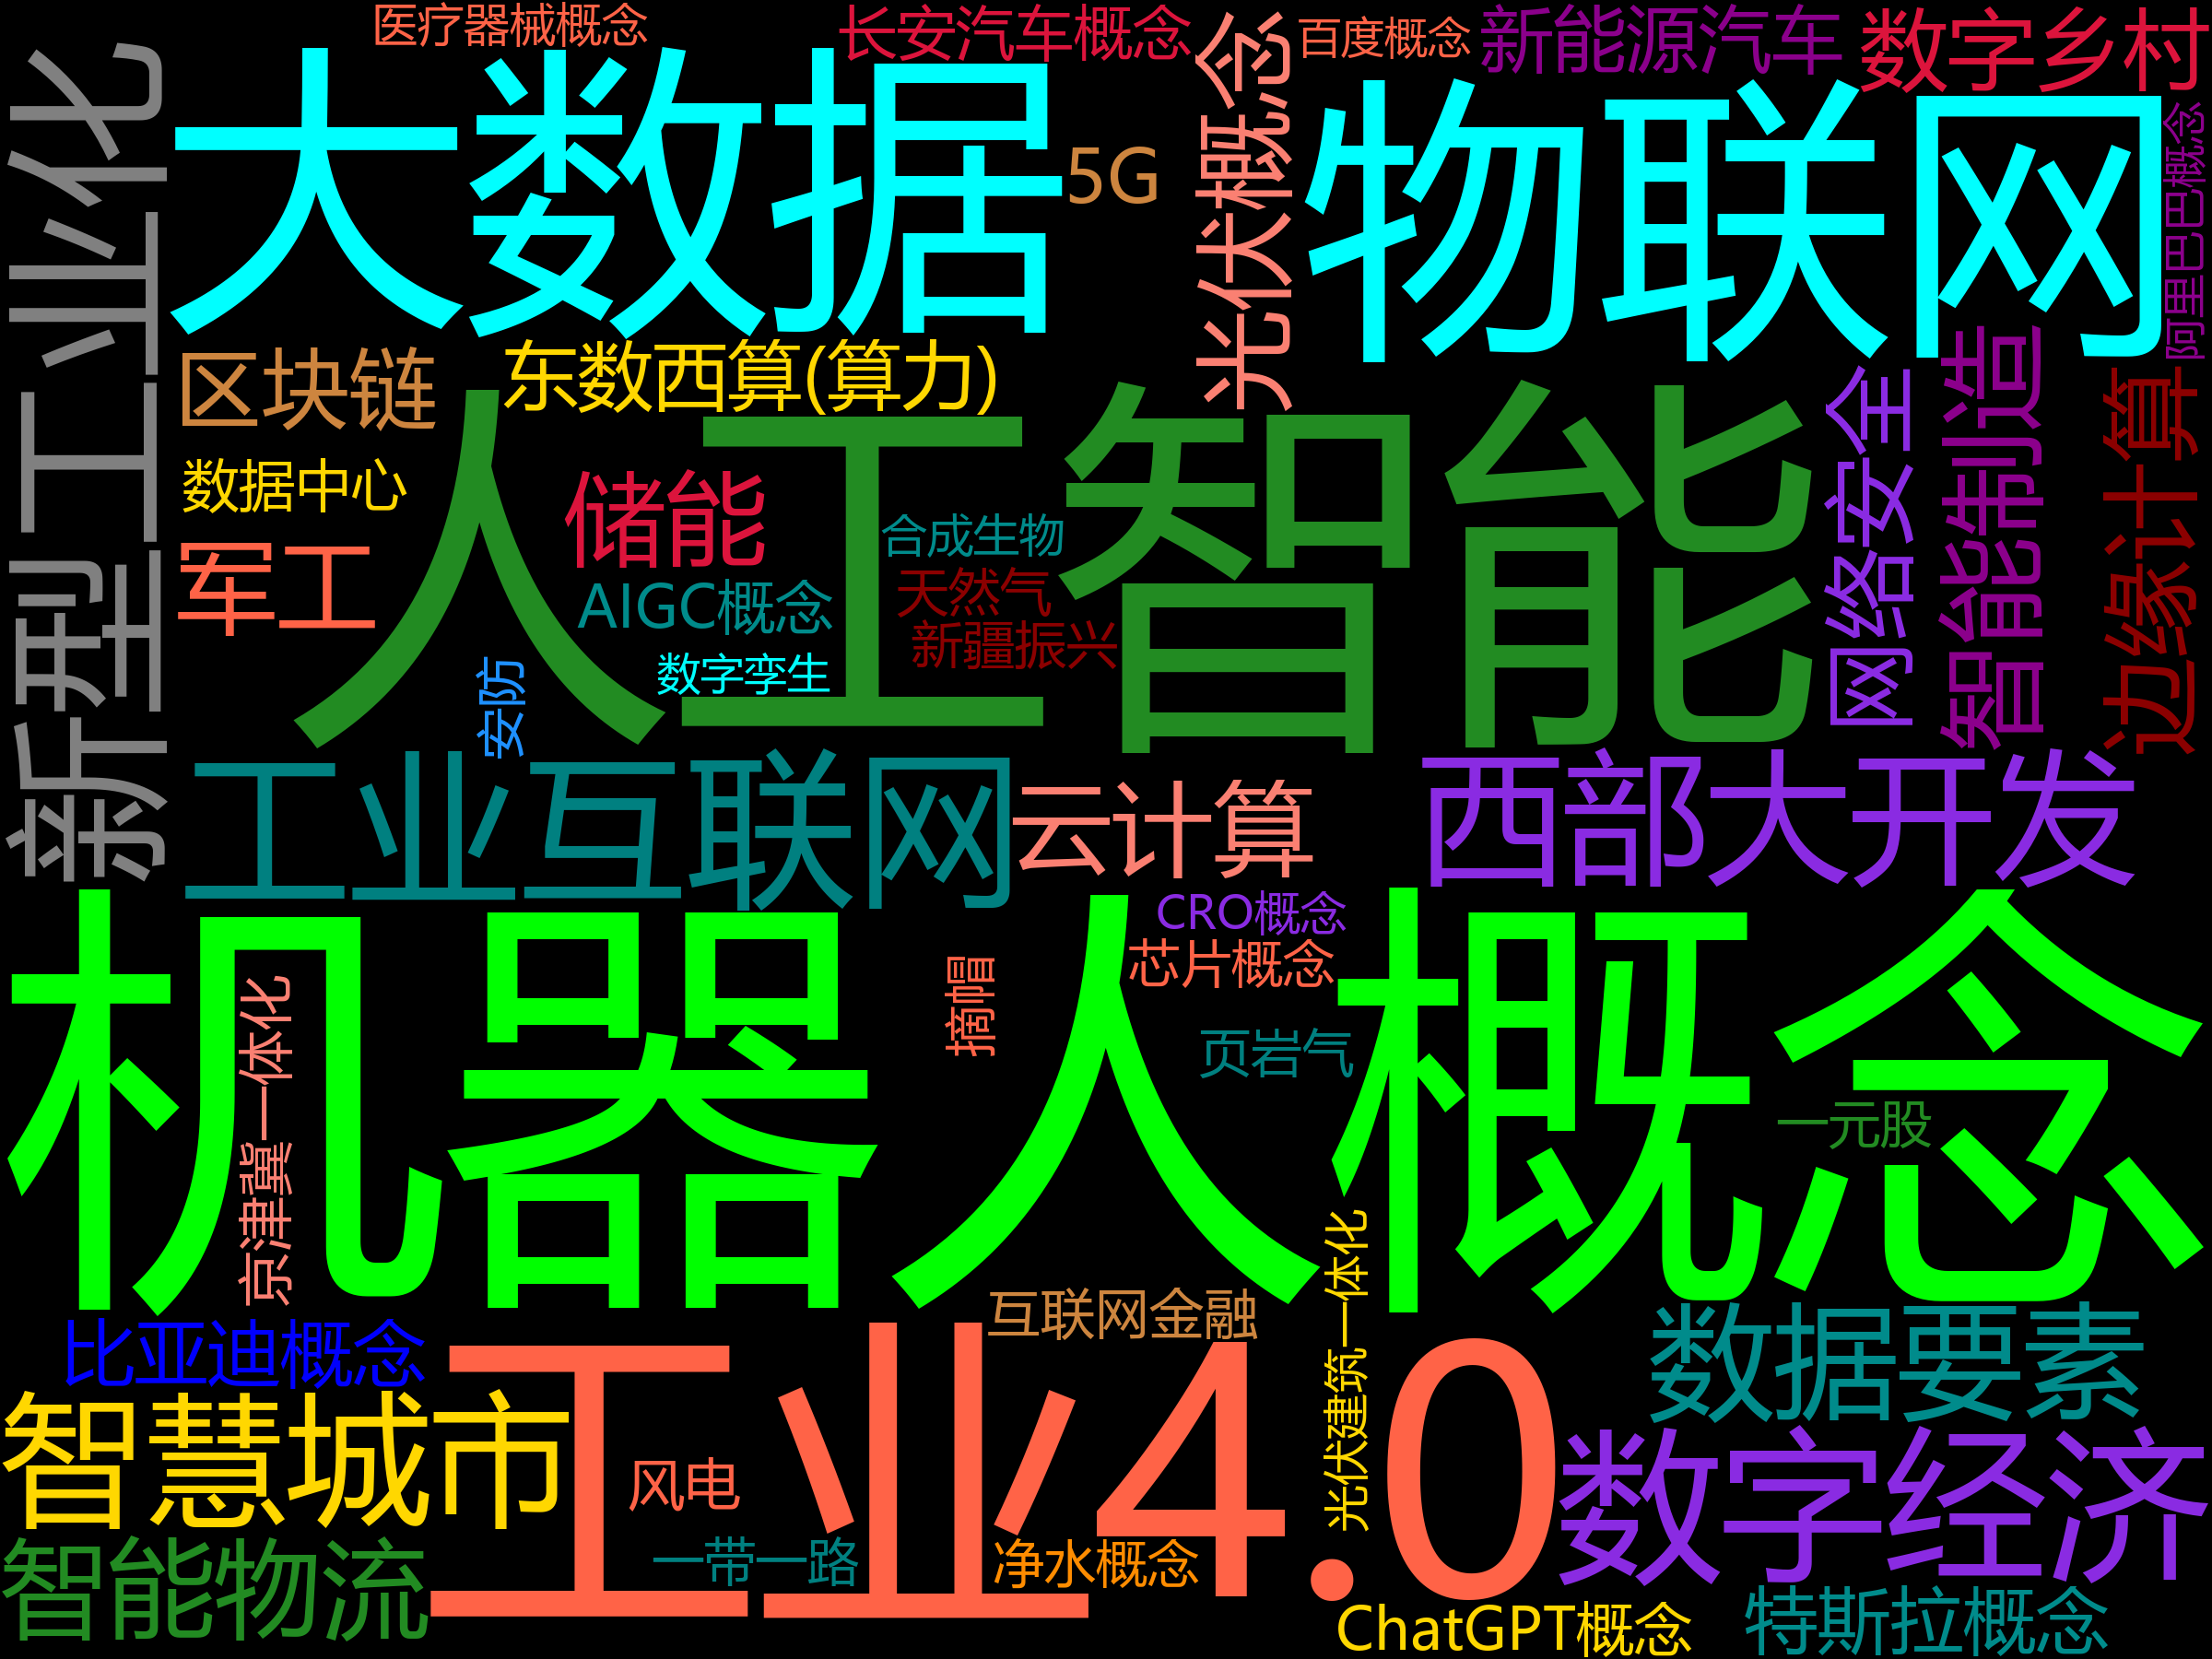 医疗器械概念
长安汽车概念
百度概念
新能源汽车
数字乡村
新型工业化
大数据
5G
光伏概念
物联网
阿里巴巴概念
区块链
东数西算(算力)
人工智能
网络安全
智能制造
边缘计算
数据中心
储能
合成生物
军工
AIGC概念
天然气
新疆振兴
数字孪生
安防
工业互联网
云计算
西部大开发
机器人概念
CRO概念
芯片概念
摘帽
页岩气
京津冀一体化
一元股
光伏建筑一体化
互联网金融
比亚迪概念
工业4.0
数据要素
智慧城市
数字经济
风电
智能物流
一带一路
净水概念
ChatGPT概念
特斯拉概念